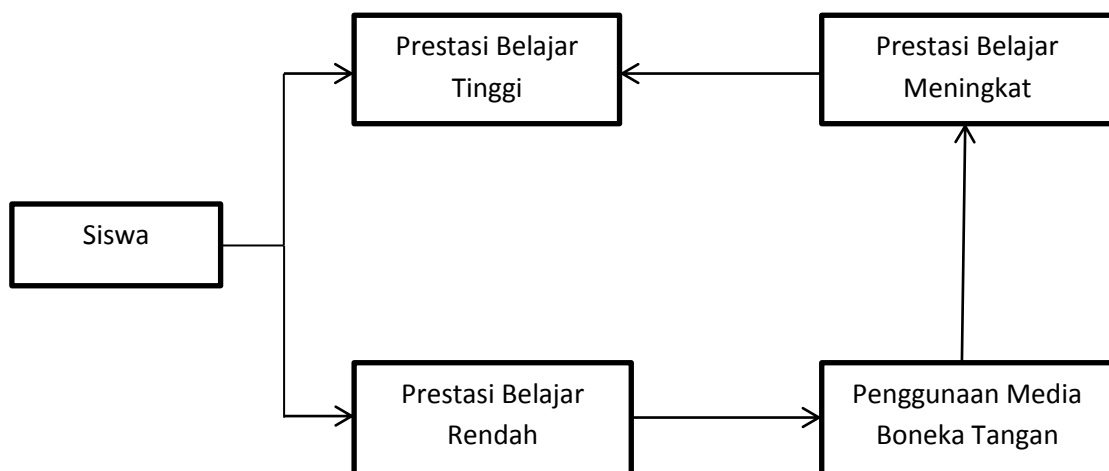 Prestasi Belajar
Tinggi
Prestasi Belajar
Meningkat
Siswa
Prestasi Belajar
Rendah
Penggunaan Media
Boneka Tangan